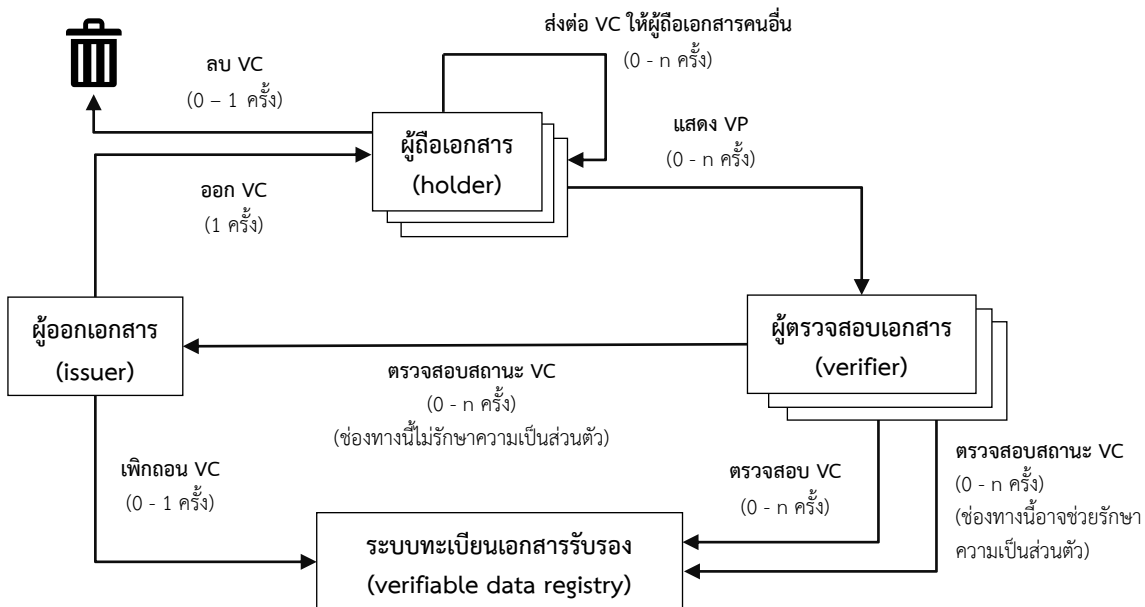 ส่งต่อ VC ให้ผู้ถือเอกสารคนอื่น
(0 - n ครั้ง)
ลบ VC
(0 – 1 ครั้ง)
ผู้ถือเอกสาร
(holder)
แสดง VP
(0 - n ครั้ง)
ออก VC
(1 ครั้ง)
ผู้ออกเอกสาร
(issuer)
ผู้ตรวจสอบเอกสาร
(verifier)
ตรวจสอบสถานะ VC
(0 - n ครั้ง)
(ช่องทางนี้ไม่รักษาความเป็นส่วนตัว)
เพิกถอน VC
(0 - 1 ครั้ง)
ตรวจสอบ VC
(0 - n ครั้ง)
ตรวจสอบสถานะ VC
(0 - n ครั้ง)
(ช่องทางนี้อาจช่วยรักษา
ความเป็นส่วนตัว)
ระบบทะเบียนเอกสารรับรอง
(verifiable data registry)